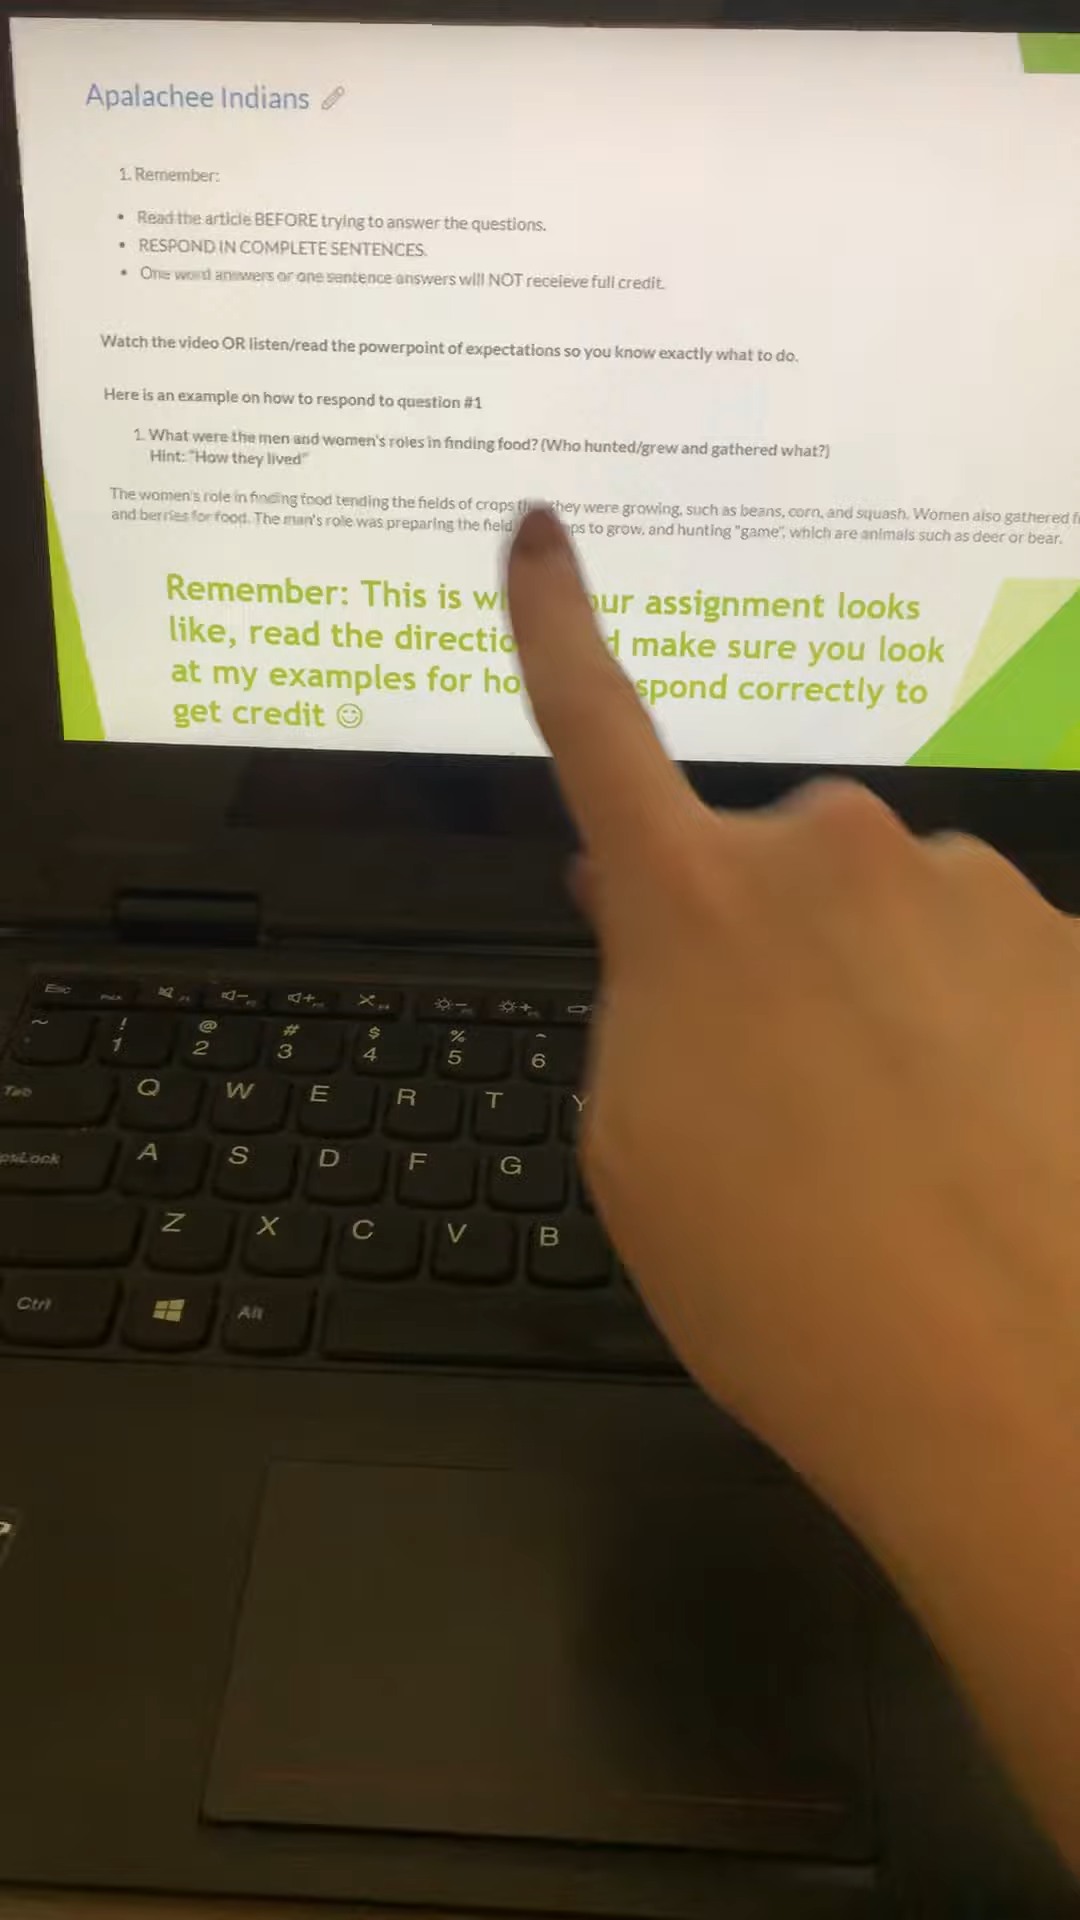 Apalachee Indians
1. Remember:
• Read the article BEFORE trying to answer the questions.
• RESPOND IN COMPLETE SENTENCES.
• One word answers or one sentence answers will NOT receieve full credit.
Watch the video OR listen/read the powerpoint of expectations so you know exactly what to do.
Here is an example on how to respond to question #1
1. What were the men and women's roles in finding food? (Who hunted/grew and gathered what?)
Hint: "How they lived"
The women's role in finding food tending the fields of crops they were growing, such as beans, corn, and squash. Women also gathered
and berries for food. The man's role was preparing the field to grow, and hunting "game", which are animals such as deer or bear.
Remember: This is assignment looks
like, read the make sure you look
at my examples for correctly to
get credit ☺
Esc
~ ! @ # $ % ^
1 2 3 4 5 6
Tab Q W E R T Y
A S D F G
Z X C V B
Ctrl Alt